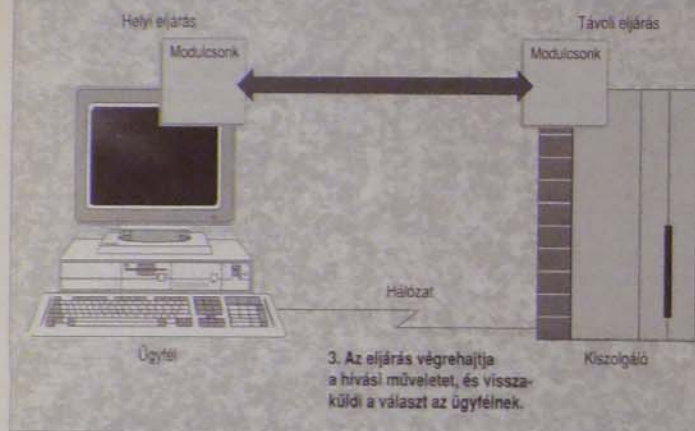 Helyi eljárás
Távoli eljárás
Modulcsonk
Modulcsonk
Hálózat
Ügyfél
3. Az eljárás végrehajtja
a hívási műveletet, és vissza-
küldi a választ az ügyfélnek.
Kiszolgáló